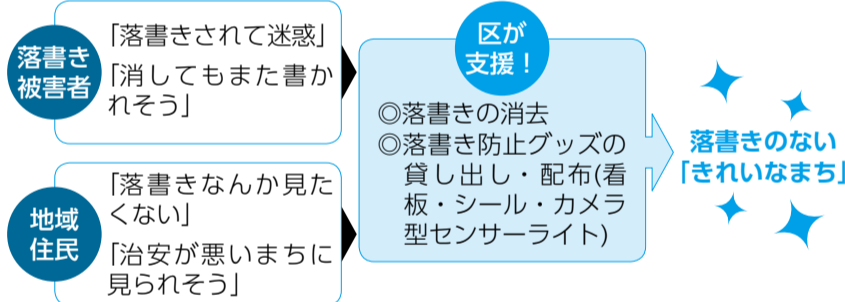 落書き
被害者
「落書きされて迷惑」
「消してもまた書か
れそう」
地域
住民
「落書きなんか見た
くない」
「治安が悪いまちに
見られそう」
区が
支援！
◎落書きの消去
◎落書き防止グッズの
貸し出し・配布(看
板・シール・カメラ
型センサーライト)
落書きのない
「きれいなまち」